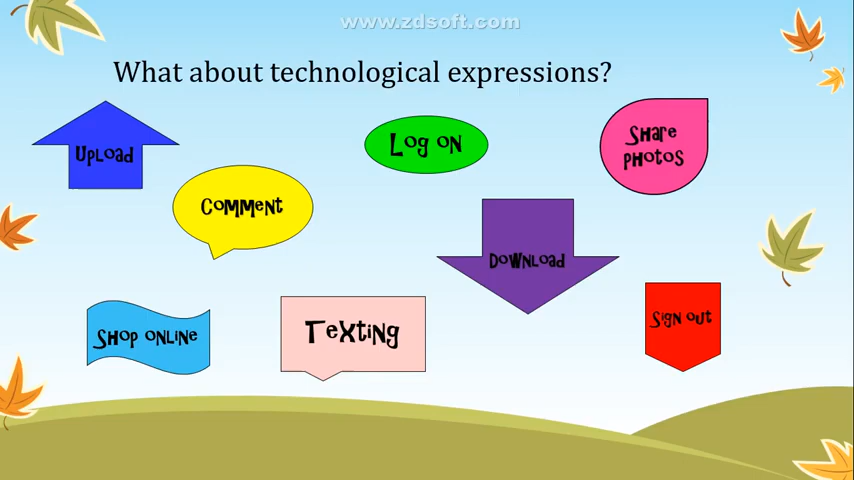 www.zdsoft.com
What about technological expressions?
Upload
Comment
Log on
Share
photos
Download
Shop online
Texting
Sign out